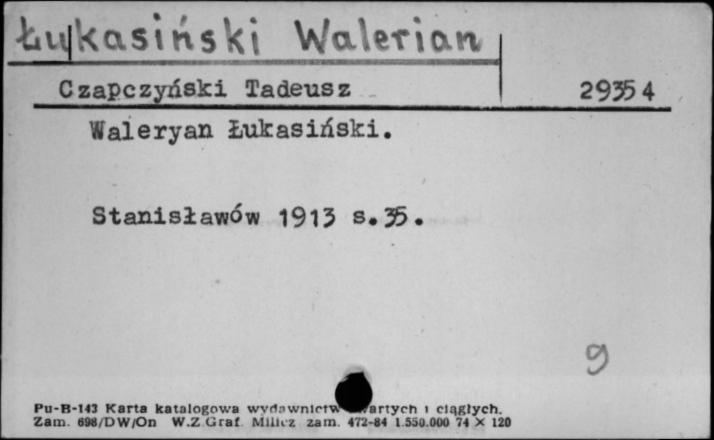 Łukasiński Walerian
Czapczyński Tadeusz 29354
Waleryan Łukasiński.
Stanisławów 1913 s.35.
9
Pu-B-143 Karta katalogowa wydawnictw zwartych i ciągłych.
Zam. 698/DW/On W.Z Graf. Milicz zam. 472-84 1.550.000 74 × 120